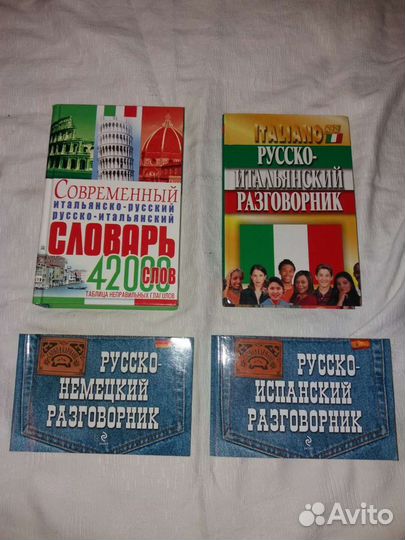 СОВРЕМЕННЫЙ
ИТАЛЬЯНСКО-РУССКИЙ
РУССКО-ИТАЛЬЯНСКИЙ
СЛОВАРЬ
42000 СЛОВ
ТАБЛИЦА НЕПРАВИЛЬНЫХ ГЛАГОЛОВ
ITALIANO
РУССКО-
ИТАЛЬЯНСКИЙ
РАЗГОВОРНИК
РУССКО-
НЕМЕЦКИЙ
РАЗГОВОРНИК
РУССКО-
ИСПАНСКИЙ
РАЗГОВОРНИК
Avito